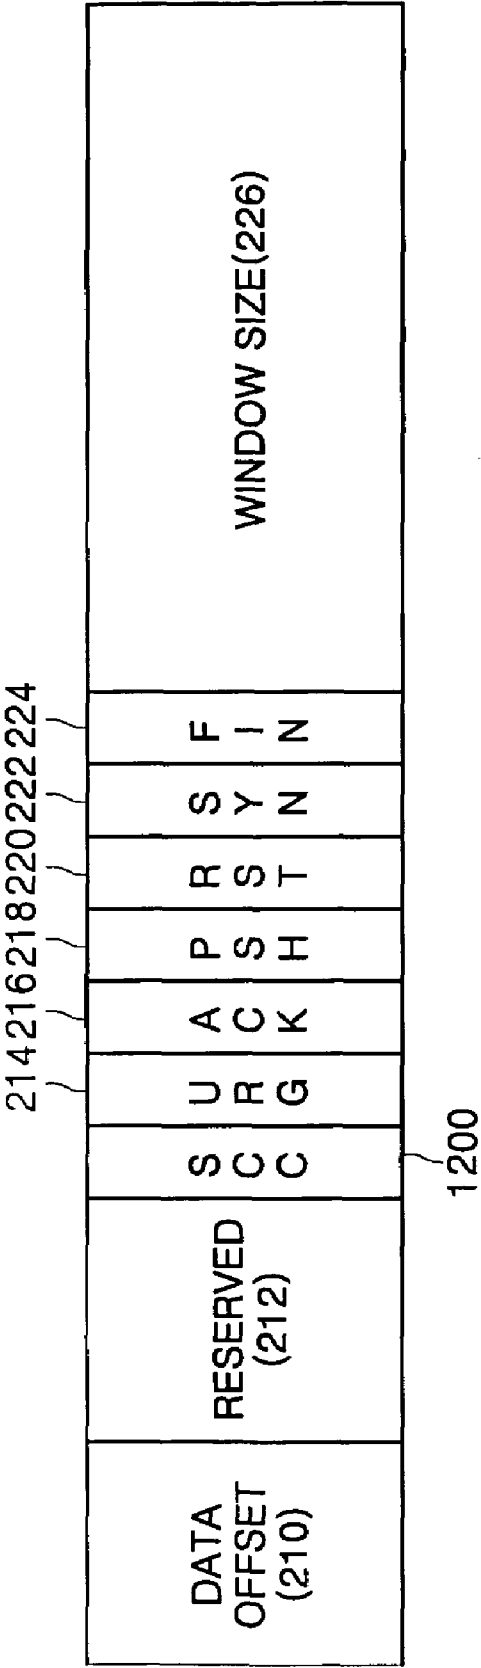 214 216 218 220 222 224
DATA
OFFSET
(210)
RESERVED
(212)
S
C
C
U
R
G
A
C
K
P
S
H
R
S
T
S
Y
N
F
I
N
WINDOW SIZE(226)
1200